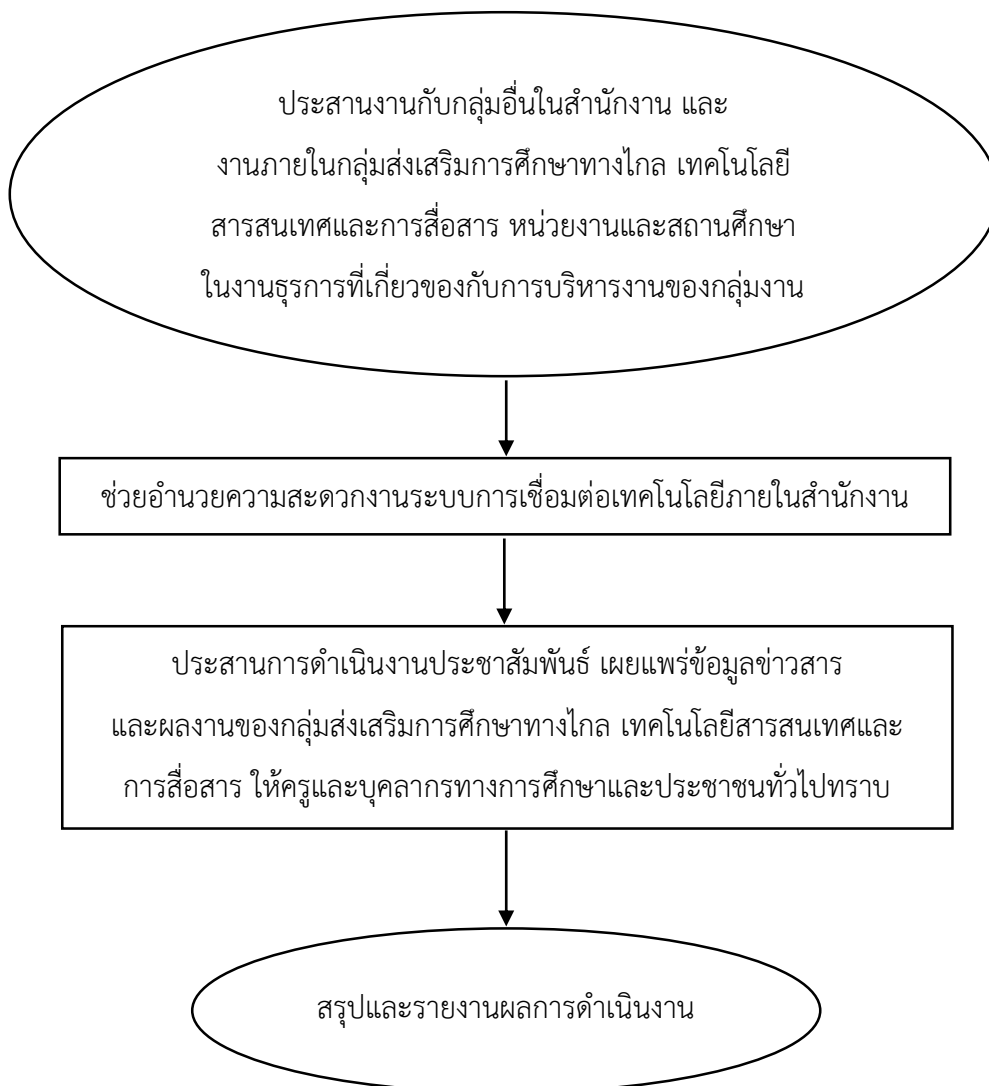 ประสานงานกับกลุ่มอื่นในสำนักงาน และ
งานภายในกลุ่มส่งเสริมการศึกษาทางไกล เทคโนโลยี
สารสนเทศและการสื่อสาร หน่วยงานและสถานศึกษา
ในงานธุรการที่เกี่ยวของกับการบริหารงานของกลุ่มงาน
ช่วยอำนวยความสะดวกงานระบบการเชื่อมต่อเทคโนโลยีภายในสำนักงาน
ประสานการดำเนินงานประชาสัมพันธ์ เผยแพร่ข้อมูลข่าวสาร
และผลงานของกลุ่มส่งเสริมการศึกษาทางไกล เทคโนโลยีสารสนเทศและ
การสื่อสาร ให้ครูและบุคลากรทางการศึกษาและประชาชนทั่วไปทราบ
สรุปและรายงานผลการดำเนินงาน